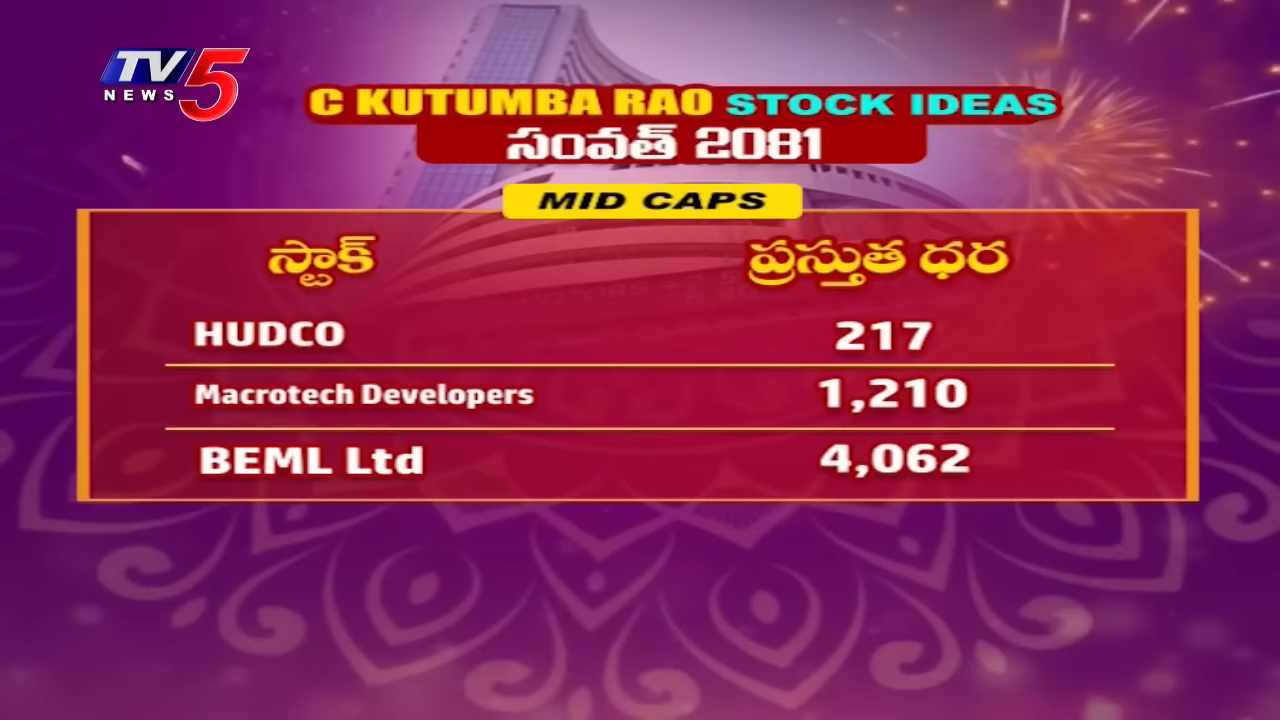 TV5
NEWS
C KUTUMBA RAO STOCK IDEAS
సంవత్ 2081
MID CAPS
స్టాక్ ప్రస్తుత ధర
HUDCO 217
Macrotech Developers 1,210
BEML Ltd 4,062